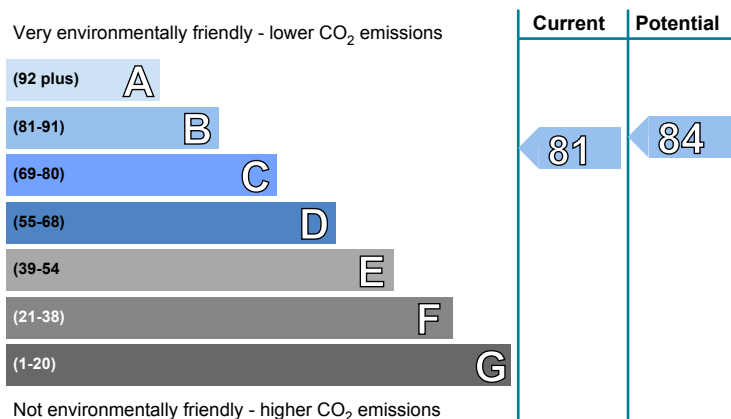 Very environmentally friendly - lower CO2 emissions
Current Potential
(92 plus) A
(81-91) B
(69-80) C
(55-68) D
(39-54 E
(21-38) F
(1-20) G
81 84
Not environmentally friendly - higher CO2 emissions